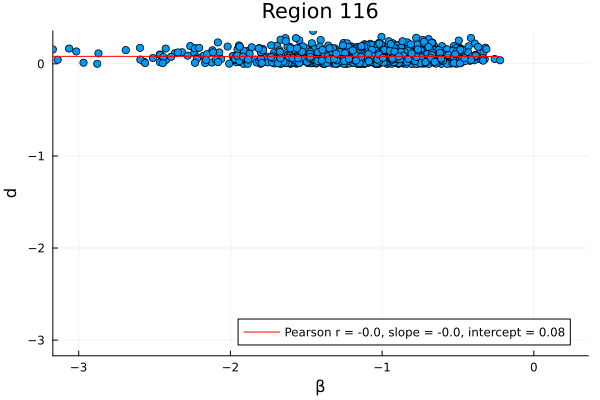 Region 116
0
−1
−2
−3
d
Pearson r = -0.0, slope = -0.0, intercept = 0.08
−3 −2 −1 0
β